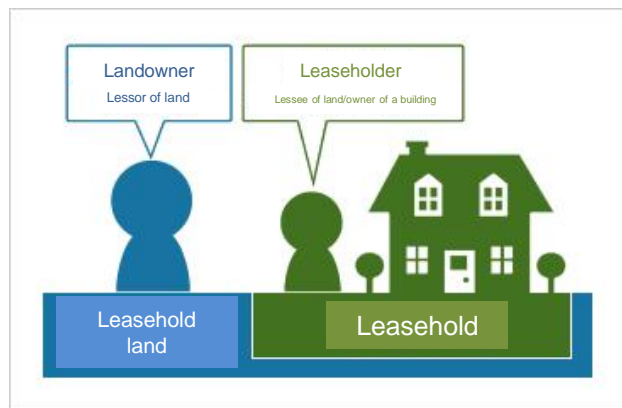 Landowner
Lessor of land
Leaseholder
Lessee of land/owner of a building
Leasehold
land
Leasehold